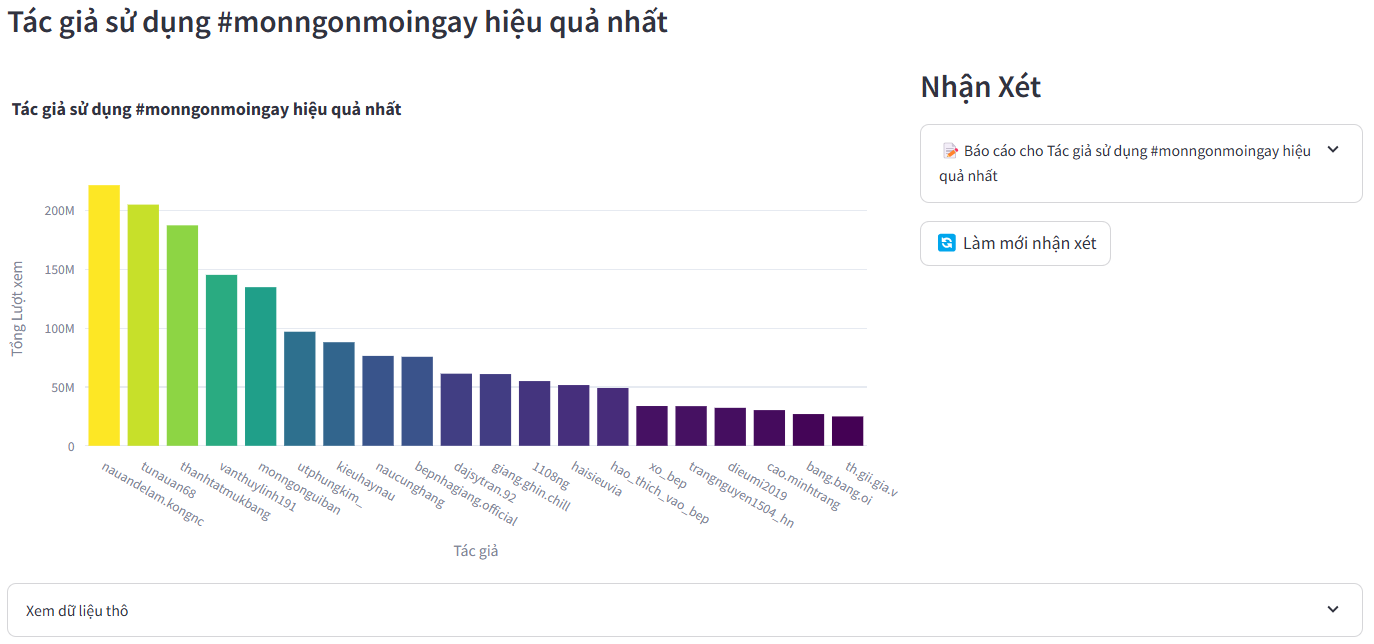 Tác giả sử dụng #monngonmoingay hiệu quả nhất
Tác giả sử dụng #monngonmoingay hiệu quả nhất
Tổng Lượt xem
200M
150M
100M
50M
0
nauandelam.kongnc
tunauan68
thanhtatmukbang
vanthuylinh191
monngonguiban
utphungkim_
kieuhaynau
naucunghang
bepnhagiang.official
dajsytran.92
giang.ghin.chill
1108ng
haisieuvia
hao_thich_vao_bep
xo_bep
trangnguyen1504_hn
dieumi2019
cao.minhtrang
bang.bang.oi
th.gii.gia.v
Tác giả
Nhận Xét
Báo cáo cho Tác giả sử dụng #monngonmoingay hiệu
quả nhất
Làm mới nhận xét
Xem dữ liệu thô